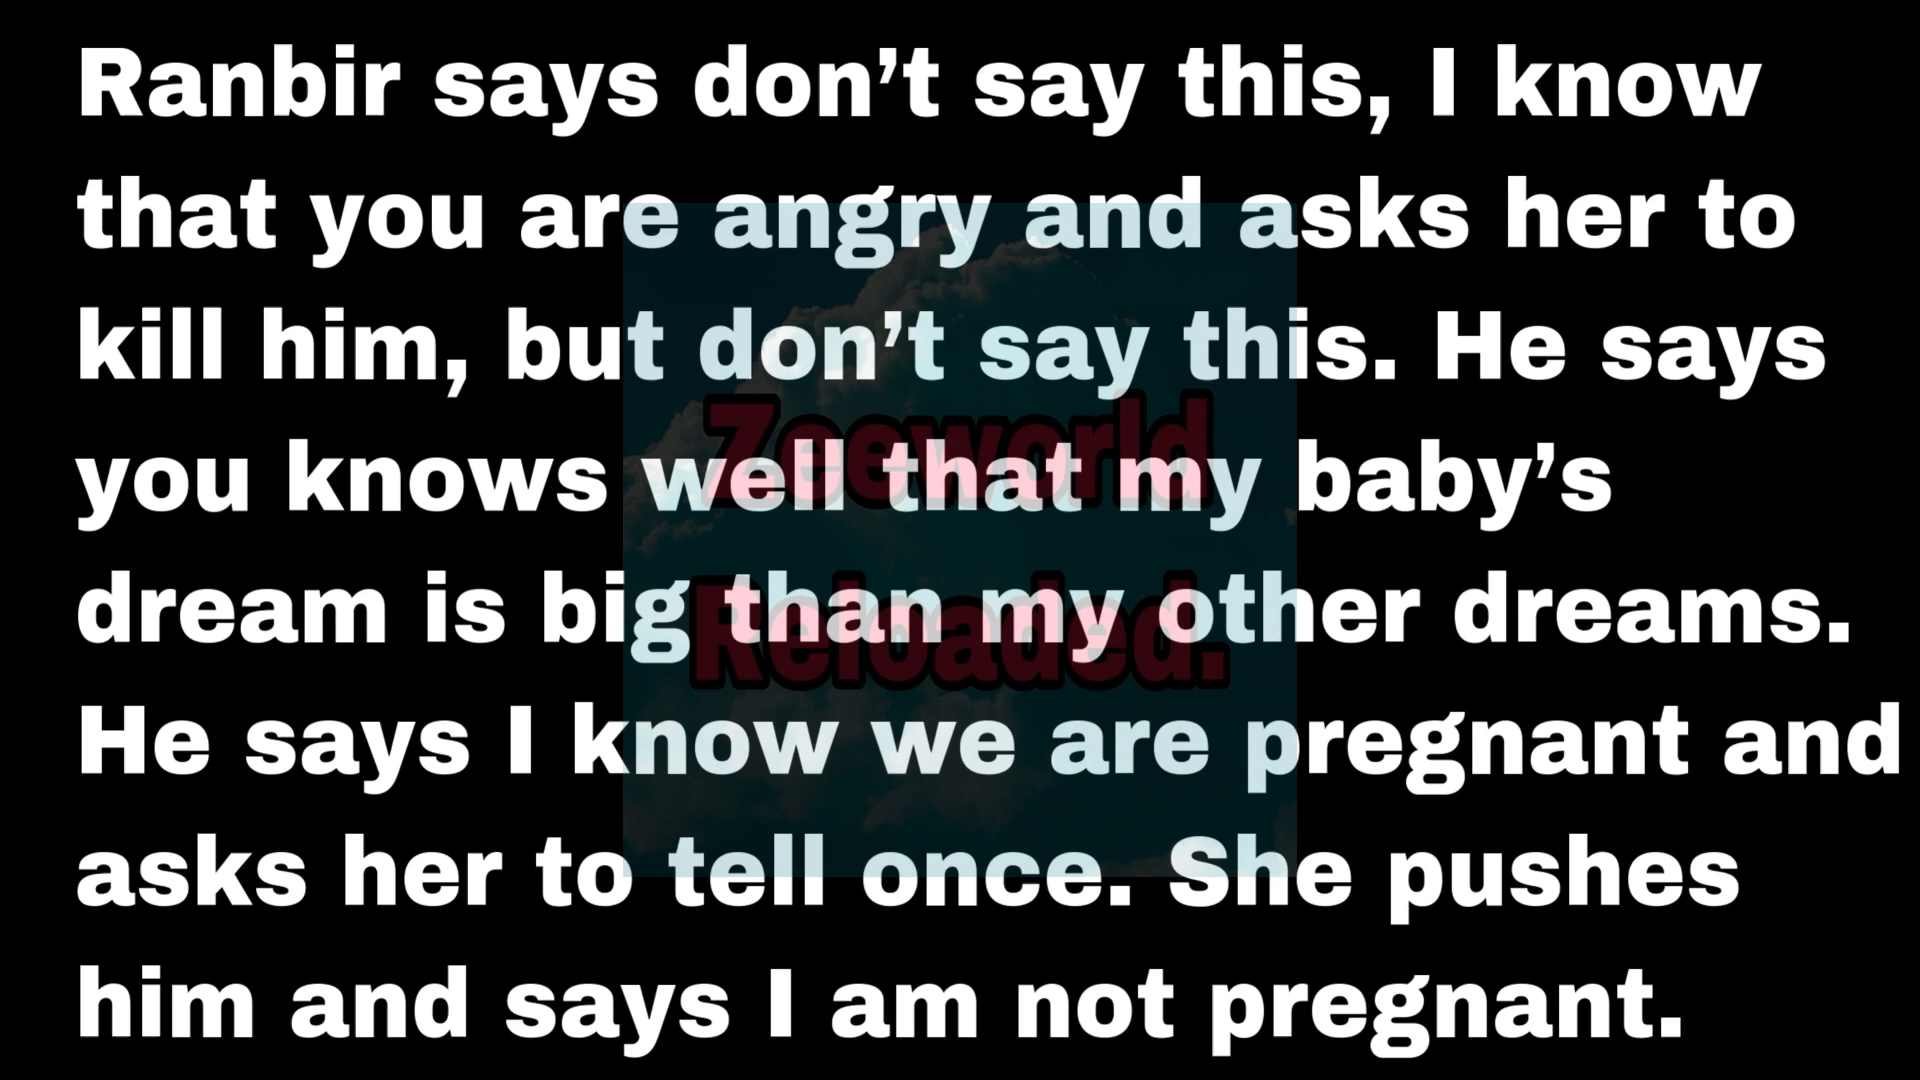 Ranbir says don’t say this, I know
that you are angry and asks her to
kill him, but don’t say this. He says
you knows well that my baby’s
dream is big than my other dreams.
He says I know we are pregnant and
asks her to tell once. She pushes
him and says I am not pregnant.
Zeeworld
Reloaded.